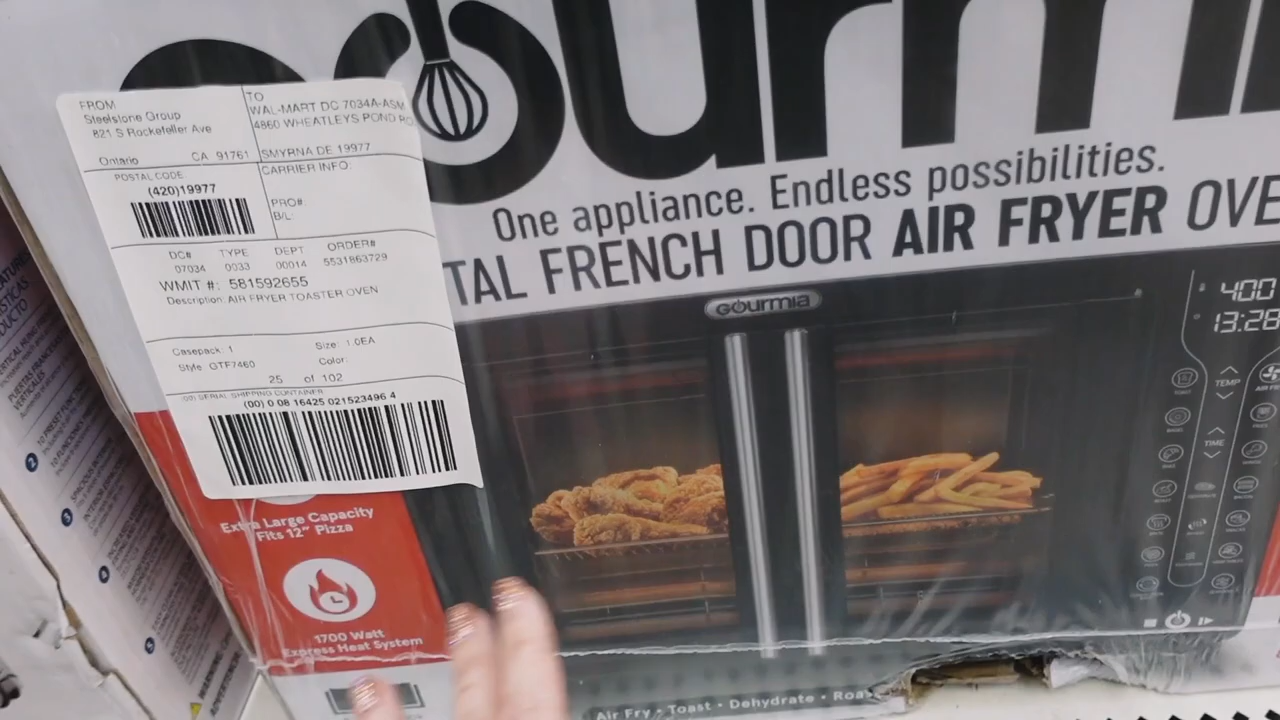 gourmia
One appliance. Endless possibilities.
TAL FRENCH DOOR AIR FRYER OVE
FROM
Steelstone Group
821 S Rockefeller Ave
Ontario CA 91761
TO
WAL-MART DC 7034A-ASM
4860 WHEATLEYS POND RO
SMYRNA DE 19977
POSTAL CODE
(420)19977
CARRIER INFO:
PRO#:
B/L:
DC# TYPE DEPT ORDER#
07034 0033 00014 5531863729
WMIT #: 581592655
Description: AIR FRYER TOASTER OVEN
Casepack: 1 Size: 1.0EA
Style GTF7460 Color:
25 of 102
(00) SERIAL SHIPPING CONTAINER
(00) 0 08 16425 021523496 4
Gourmia
400
13:28
TEMP
TIME
AIR FR
Extra Large Capacity
Fits 12" Pizza
1700 Watt
Express Heat System
Air Fry • Toast • Dehydrate • Roas